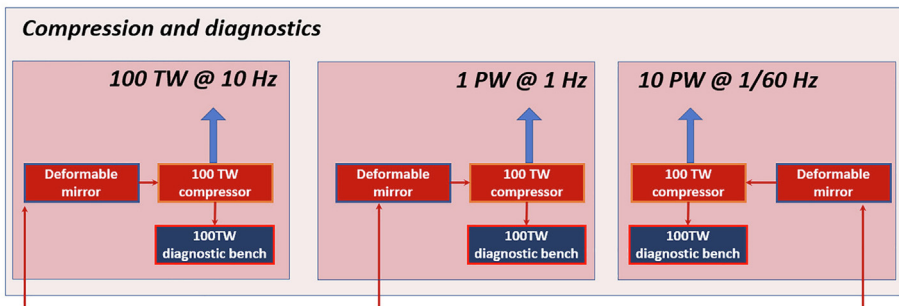 Compression and diagnostics
100 TW @ 10 Hz
Deformable
mirror
100 TW
compressor
100TW
diagnostic bench
1 PW @ 1 Hz
Deformable
mirror
100 TW
compressor
100TW
diagnostic bench
10 PW @ 1/60 Hz
100 TW
compressor
Deformable
mirror
100TW
diagnostic bench